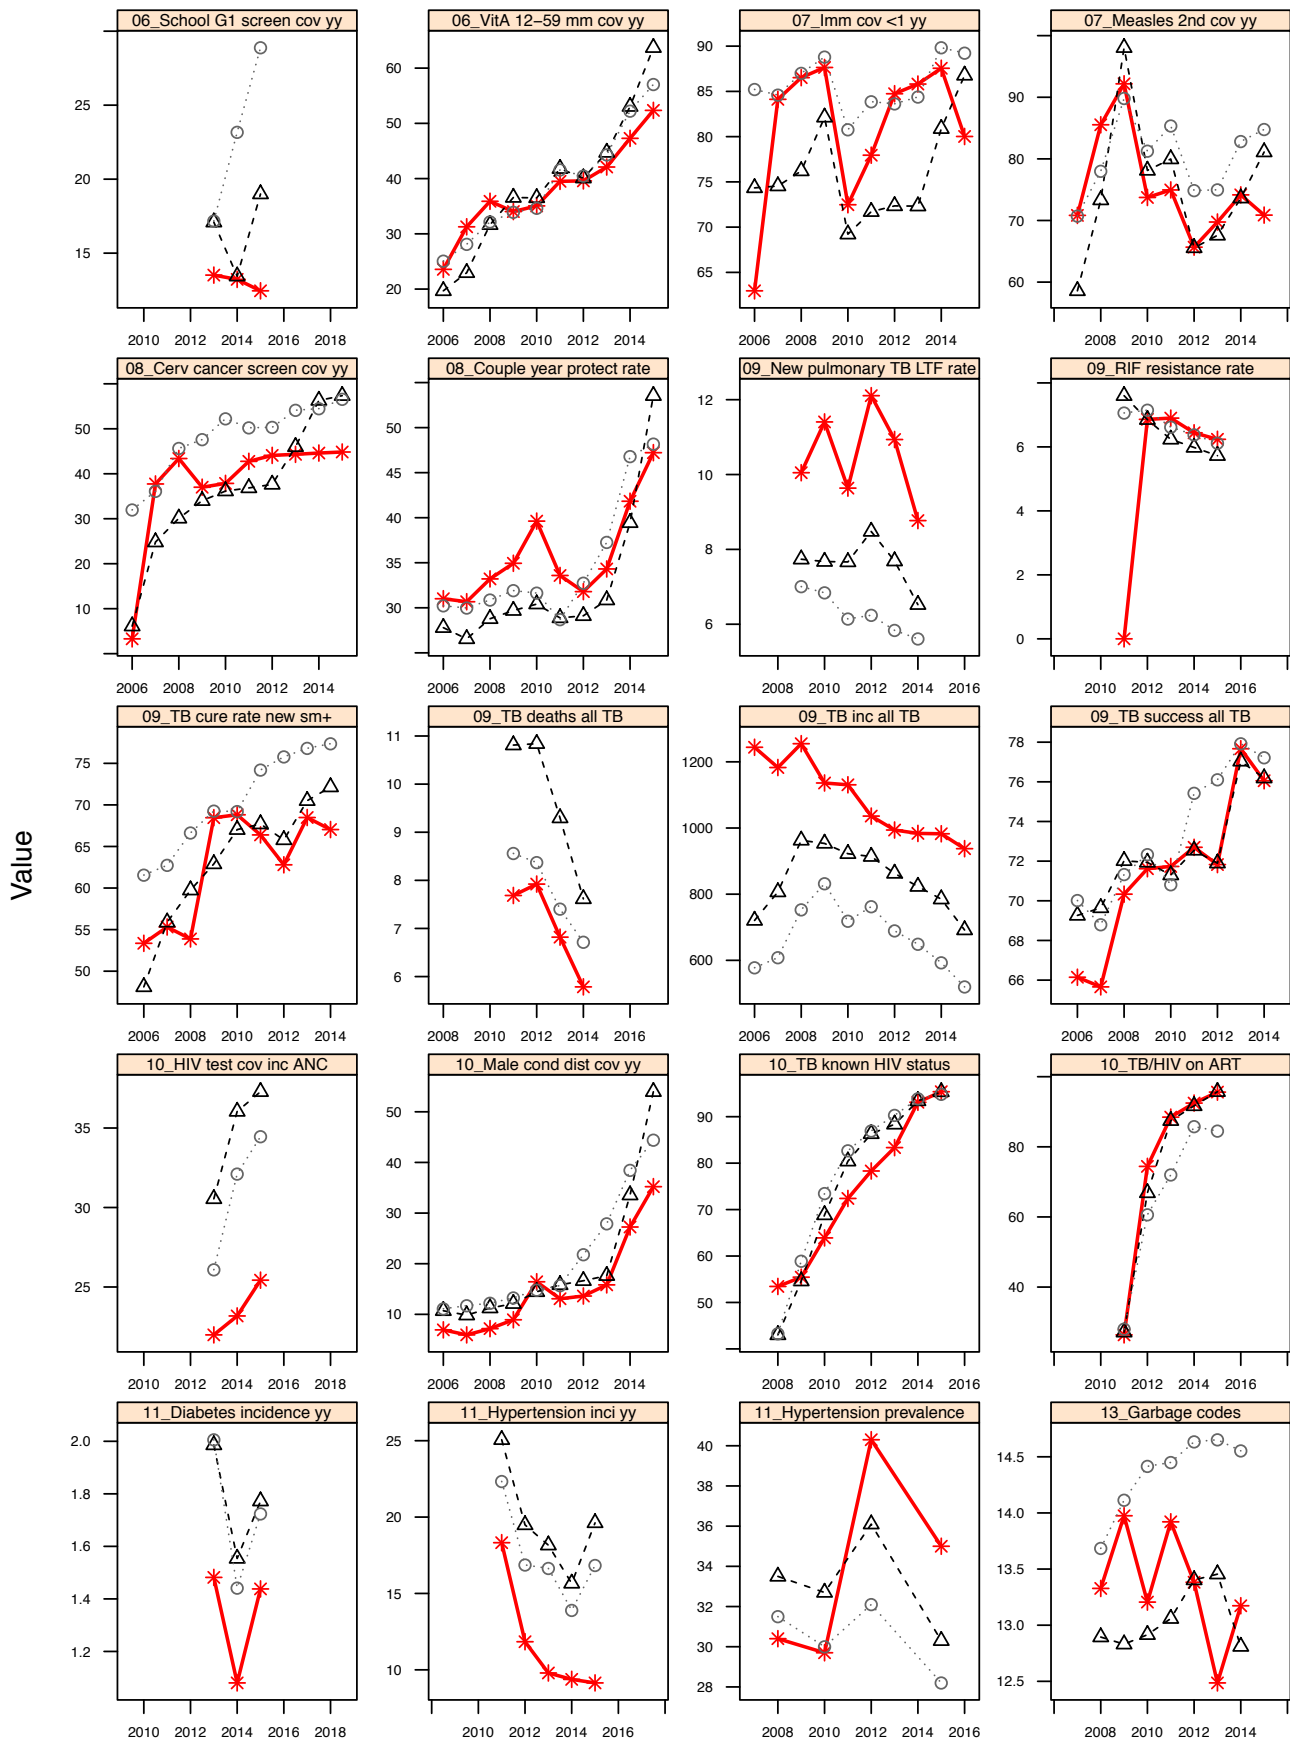 06_School G1 screen cov yy
06_VitA 12−59 mm cov yy
07_Imm cov <1 yy
07_Measles 2nd cov yy
25
20
15
60
50
40
30
20
90
85
80
75
70
65
90
80
70
60
2010 2012 2014 2016 2018
2006 2008 2010 2012 2014
2006 2008 2010 2012 2014
2008 2010 2012 2014
08_Cerv cancer screen cov yy
08_Couple year protect rate
09_New pulmonary TB LTF rate
09_RIF resistance rate
50
40
30
20
10
50
45
40
35
30
12
10
8
6
6
4
2
0
2006 2008 2010 2012 2014
2006 2008 2010 2012 2014
2008 2010 2012 2014 2016
2010 2012 2014 2016
09_TB cure rate new sm+
09_TB deaths all TB
09_TB inc all TB
09_TB success all TB
75
70
65
60
55
50
11
10
9
8
7
6
1200
1000
800
600
78
76
74
72
70
68
66
2006 2008 2010 2012 2014
2008 2010 2012 2014 2016
2006 2008 2010 2012 2014
2006 2008 2010 2012 2014
Value
10_HIV test cov inc ANC
10_Male cond dist cov yy
10_TB known HIV status
10_TB/HIV on ART
35
30
25
50
40
30
20
10
90
80
70
60
50
80
60
40
2010 2012 2014 2016 2018
2006 2008 2010 2012 2014
2008 2010 2012 2014 2016
2010 2012 2014 2016
11_Diabetes incidence yy
11_Hypertension inci yy
11_Hypertension prevalence
13_Garbage codes
2.0
1.8
1.6
1.4
1.2
25
20
15
10
40
38
36
34
32
30
28
14.5
14.0
13.5
13.0
12.5
2010 2012 2014 2016 2018
2010 2012 2014 2016
2008 2010 2012 2014 2016
2008 2010 2012 2014